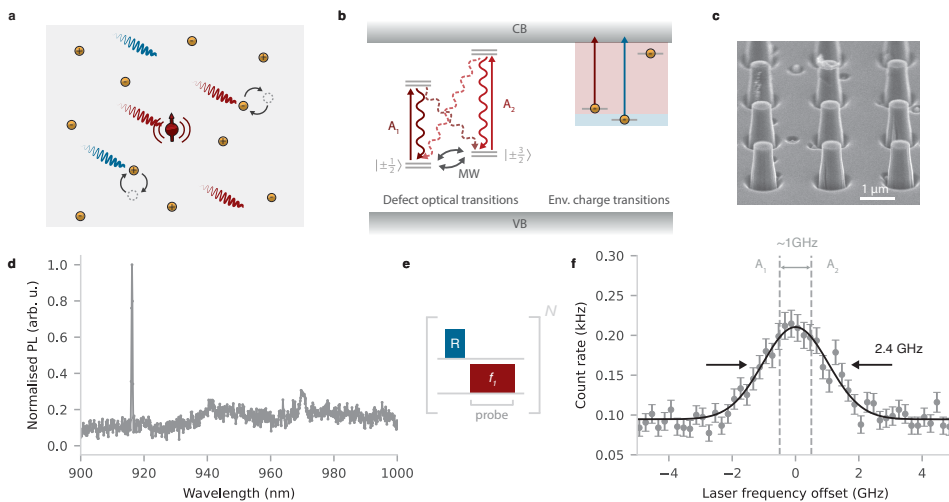 a
b
c
CB
A₂
A₁
|±½⟩
|±3/2⟩
MW
Defect optical transitions
Env. charge transitions
VB
1 μm
d
Normalised PL (arb. u.)
1.0
0.8
0.6
0.4
0.2
0.0
900
920
940
960
980
1000
Wavelength (nm)
e
N
R
f₁
probe
f
~1GHz
A₁
A₂
2.4 GHz
Count rate (kHz)
0.30
0.25
0.20
0.15
0.10
0.05
−4
−2
0
2
4
Laser frequency offset (GHz)